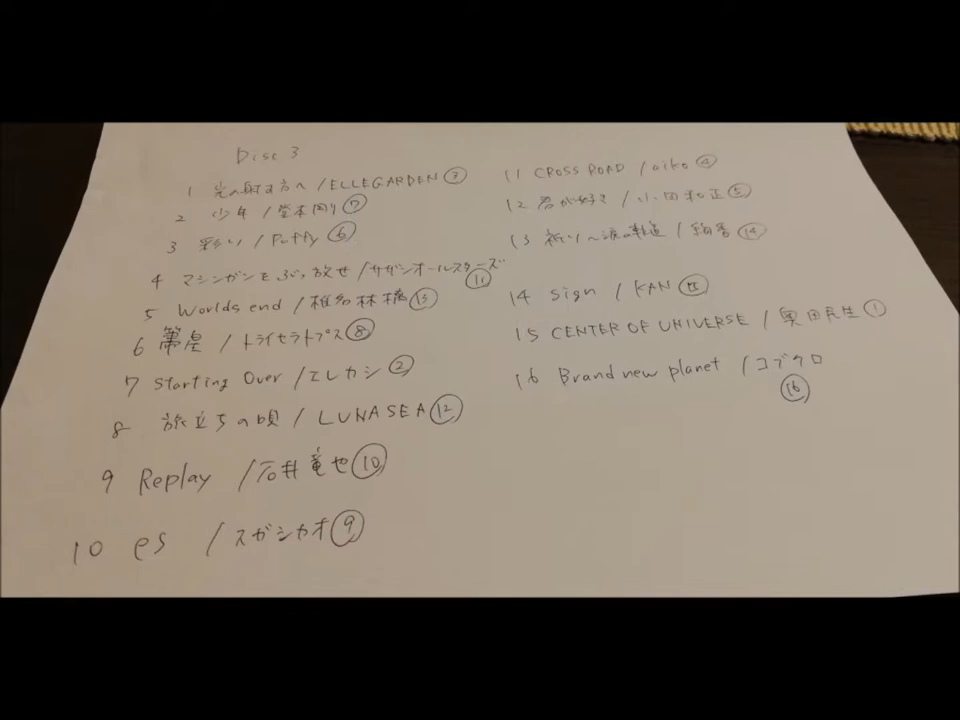 Disc 3
1 光の射す方へ / ELLEGARDEN ③
2 少年 / 堂本剛 ⑦
3 彩り / Puffy ⑥
4 マシンガンをぶっ放せ / サザンオールスターズ ⑪
5 Worlds end / 椎名林檎 ⑬
6 箒星 / トライセラトプス ⑧
7 Starting Over / エレカシ ②
8 旅立ちの唄 / LUNA SEA ⑫
9 Replay / 石井竜也 ⑩
10 es / スガシカオ ⑨
11 CROSS ROAD / aiko ④
12 君が好き / 小田和正 ⑤
13 祈り〜涙の軌道 / 絢香 ⑭
14 Sign / KAN ⑮
15 CENTER OF UNIVERSE / 奥田民生 ①
16 Brand new planet / コブクロ ⑯